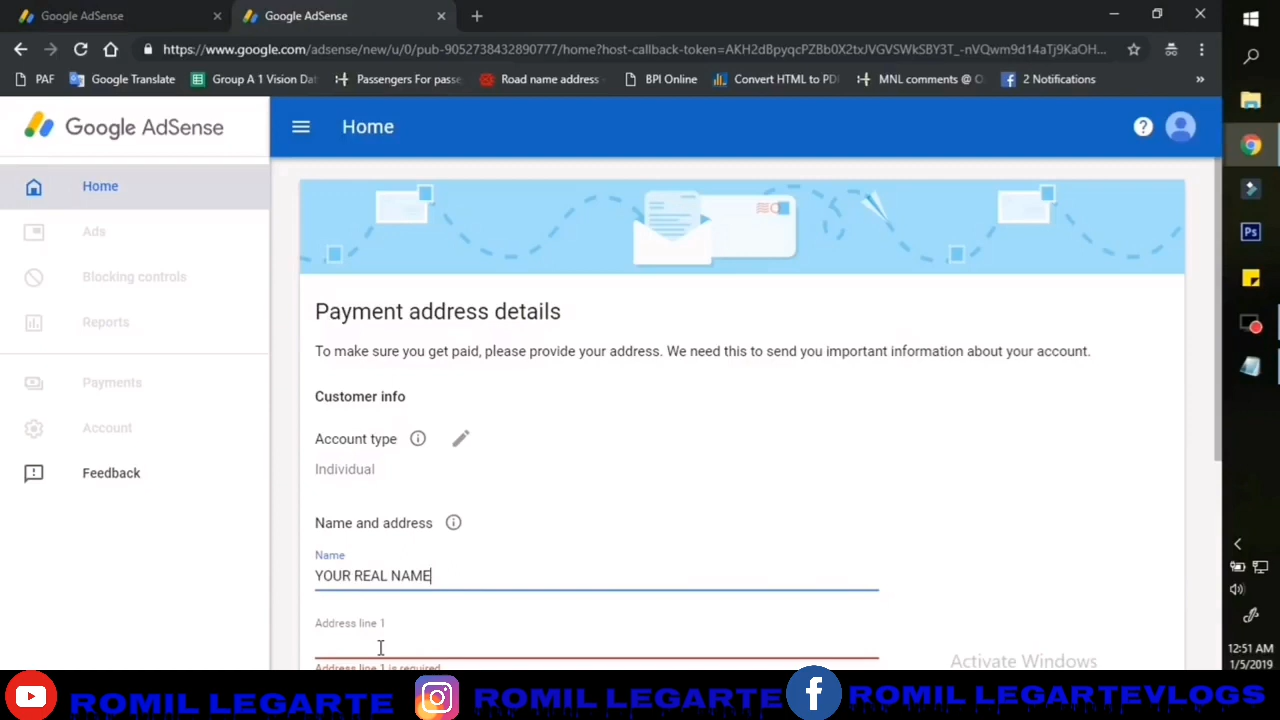 Google AdSense
Google AdSense
https://www.google.com/adsense/new/u/0/pub-9052738432890777/home?host-callback-token=AKH2dBpyqcPZBb0X2txJVGVSWkSBY3T_-nVQwm9d14aTj9KaOH...
PAF
Google Translate
Group A 1 Vision Dat
Passengers For passe
Road name address
BPI Online
Convert HTML to PD
MNL comments @ O
2 Notifications
»
Google AdSense
Home
Home
Ads
Blocking controls
Reports
Payments
Account
Feedback
Payment address details
To make sure you get paid, please provide your address. We need this to send you important information about your account.
Customer info
Account type
Individual
Name and address
Name
YOUR REAL NAME
Address line 1
Address line 1 is required
Activate Windows
12:51 AM
1/5/2019
ROMIL LEGARTE
ROMIL LEGARTE
ROMIL LEGARTEVLOGS